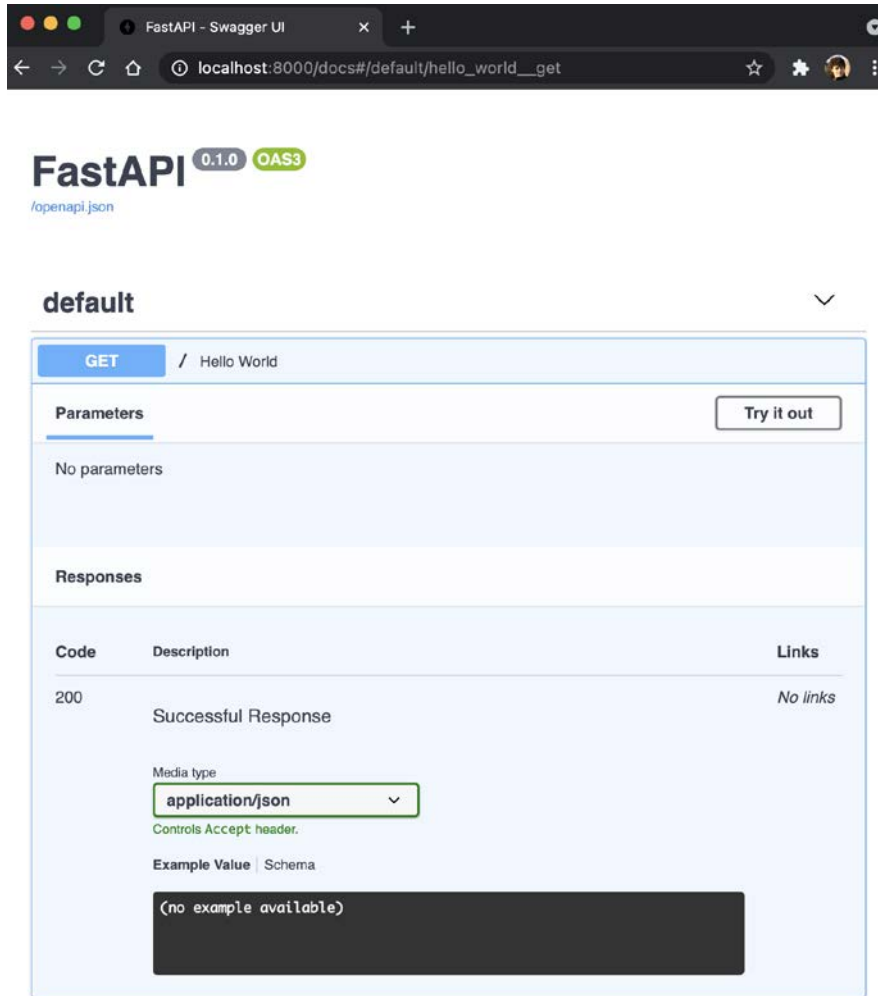 FastAPI - Swagger UI
localhost:8000/docs#/default/hello_world__get
FastAPI 0.1.0 OAS3
/openapi.json
default
GET / Hello World
Parameters
Try it out
No parameters
Responses
Code Description Links
200 Successful Response No links
Media type
application/json
Controls Accept header.
Example Value Schema
(no example available)